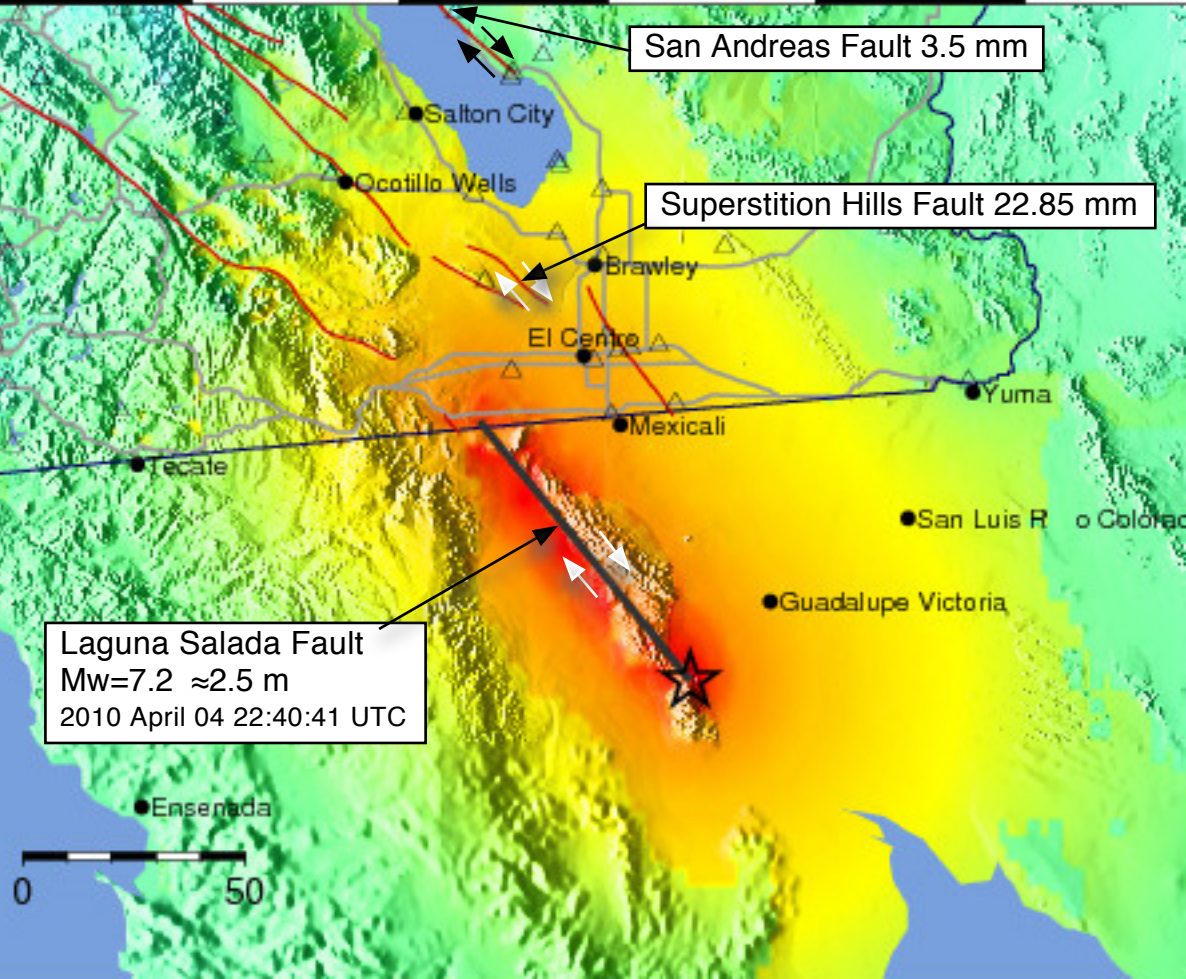 San Andreas Fault 3.5 mm
Salton City
Ocotillo Wells
Superstition Hills Fault 22.85 mm
Brawley
El Centro
Yuma
Mexicali
Tecate
San Luis R o Colorad
Guadalupe Victoria
Laguna Salada Fault
Mw=7.2 ≈2.5 m
2010 April 04 22:40:41 UTC
Ensenada
0 50